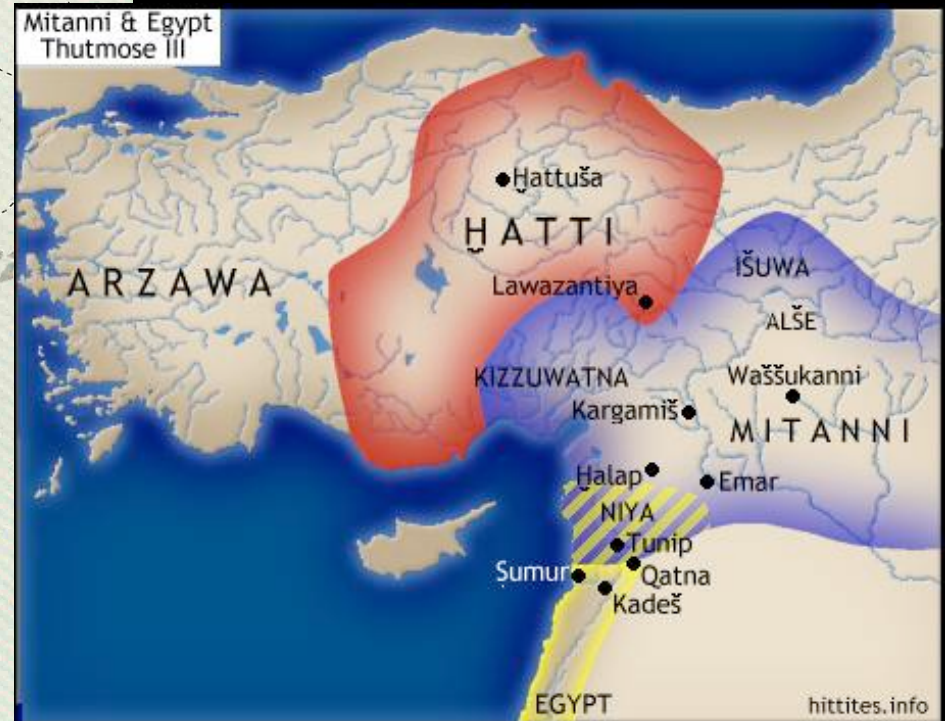 Mitanni & Egypt
Thutmose III
Ḫattuša
ḪATTI
ARZAWA
Lawazantiya
IŠUWA
ALŠE
KIZZUWATNA
Waššukanni
Kargamiš
MITANNI
Ḫalap
Emar
NIYA
Tunip
Ṣumur
Qatna
Kadeš
EGYPT
hittites.info